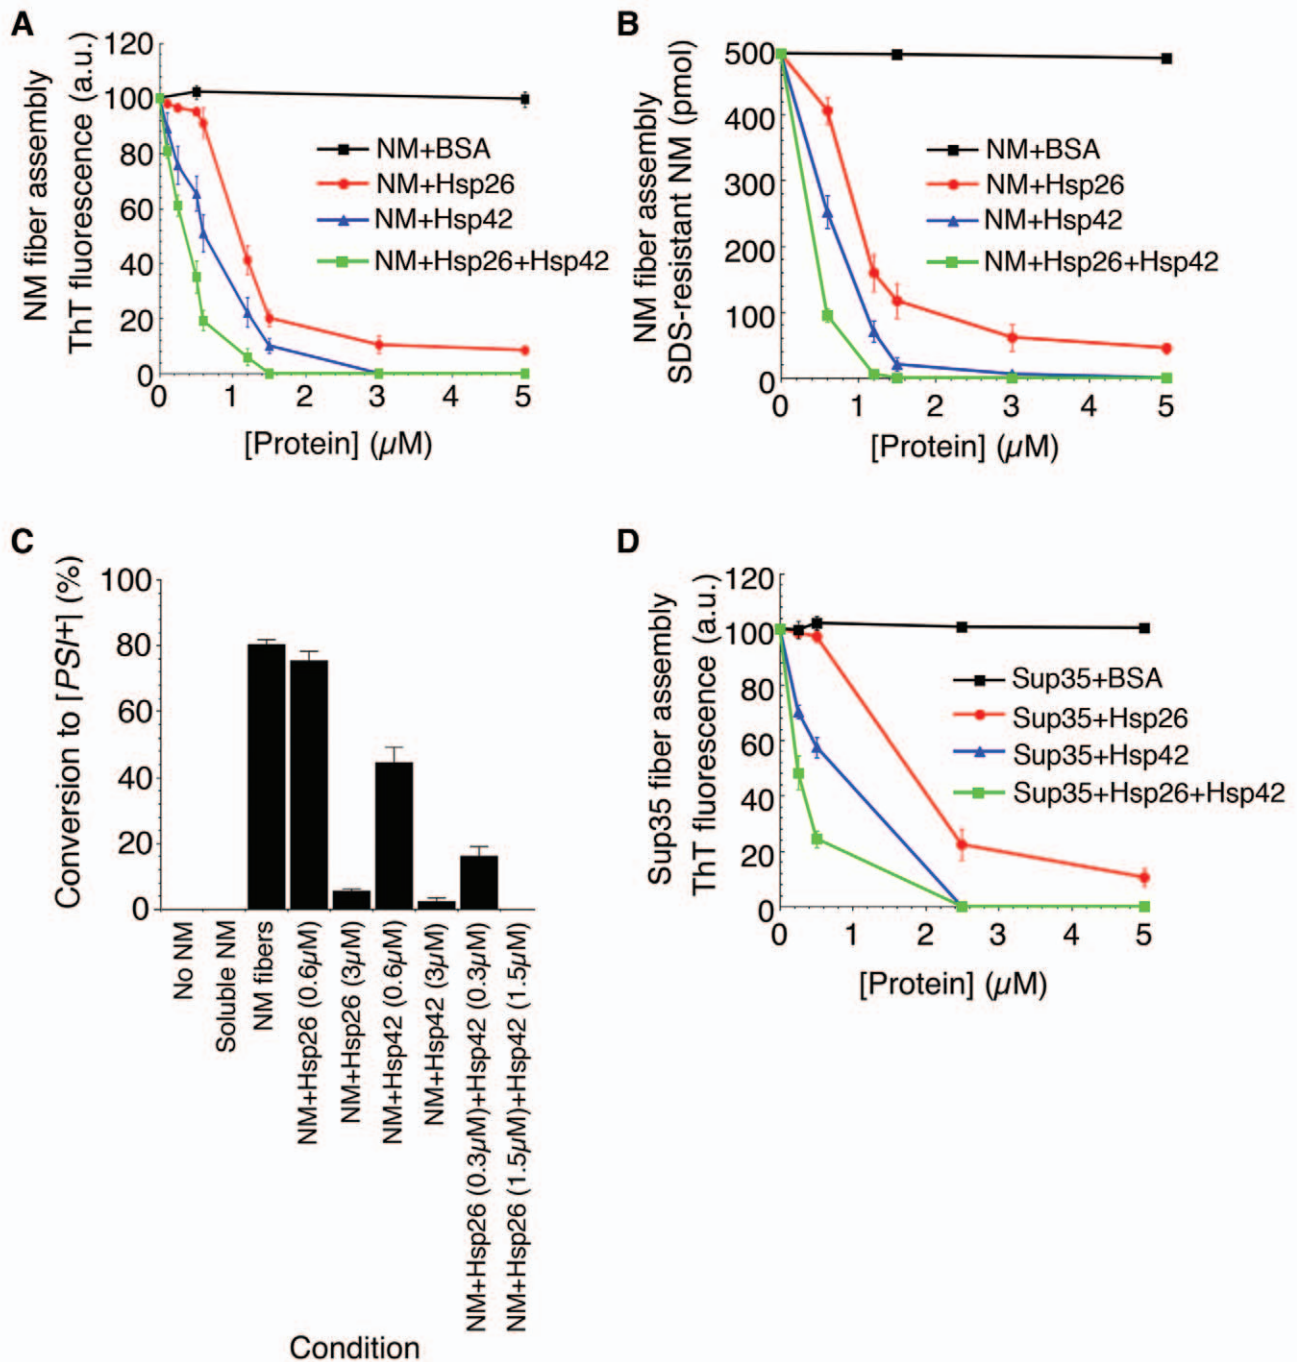 A
NM fiber assembly
ThT fluorescence (a.u.)
120
100
80
60
40
20
0
0 1 2 3 4 5
[Protein] (µM)
NM+BSA
NM+Hsp26
NM+Hsp42
NM+Hsp26+Hsp42
B
NM fiber assembly
SDS-resistant NM (pmol)
500
400
300
200
100
0
0 1 2 3 4 5
[Protein] (µM)
NM+BSA
NM+Hsp26
NM+Hsp42
NM+Hsp26+Hsp42
C
Conversion to [PSI+] (%)
100
80
60
40
20
0
No NM
Soluble NM
NM fibers
NM+Hsp26 (0.6µM)
NM+Hsp26 (3µM)
NM+Hsp42 (0.6µM)
NM+Hsp42 (3µM)
NM+Hsp26 (0.3µM)+Hsp42 (0.3µM)
NM+Hsp26 (1.5µM)+Hsp42 (1.5µM)
Condition
D
Sup35 fiber assembly
ThT fluorescence (a.u.)
120
100
80
60
40
20
0
0 1 2 3 4 5
[Protein] (µM)
Sup35+BSA
Sup35+Hsp26
Sup35+Hsp42
Sup35+Hsp26+Hsp42